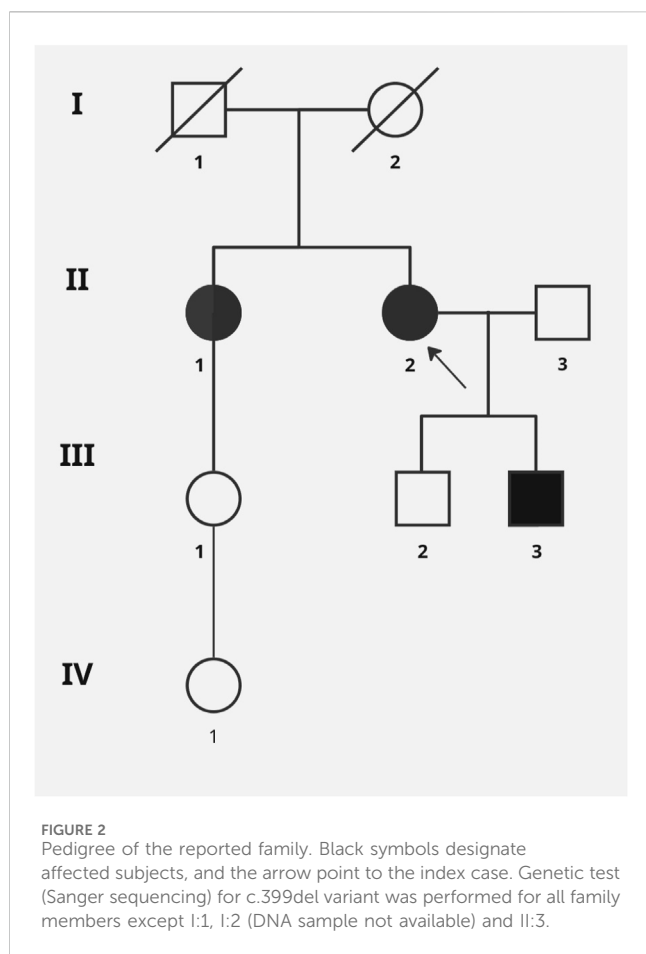 I
1
2
II
1
2
3
III
1
2
3
IV
1
FIGURE 2
Pedigree of the reported family. Black symbols designate
affected subjects, and the arrow point to the index case. Genetic test
(Sanger sequencing) for c.399del variant was performed for all family
members except I:1, I:2 (DNA sample not available) and II:3.